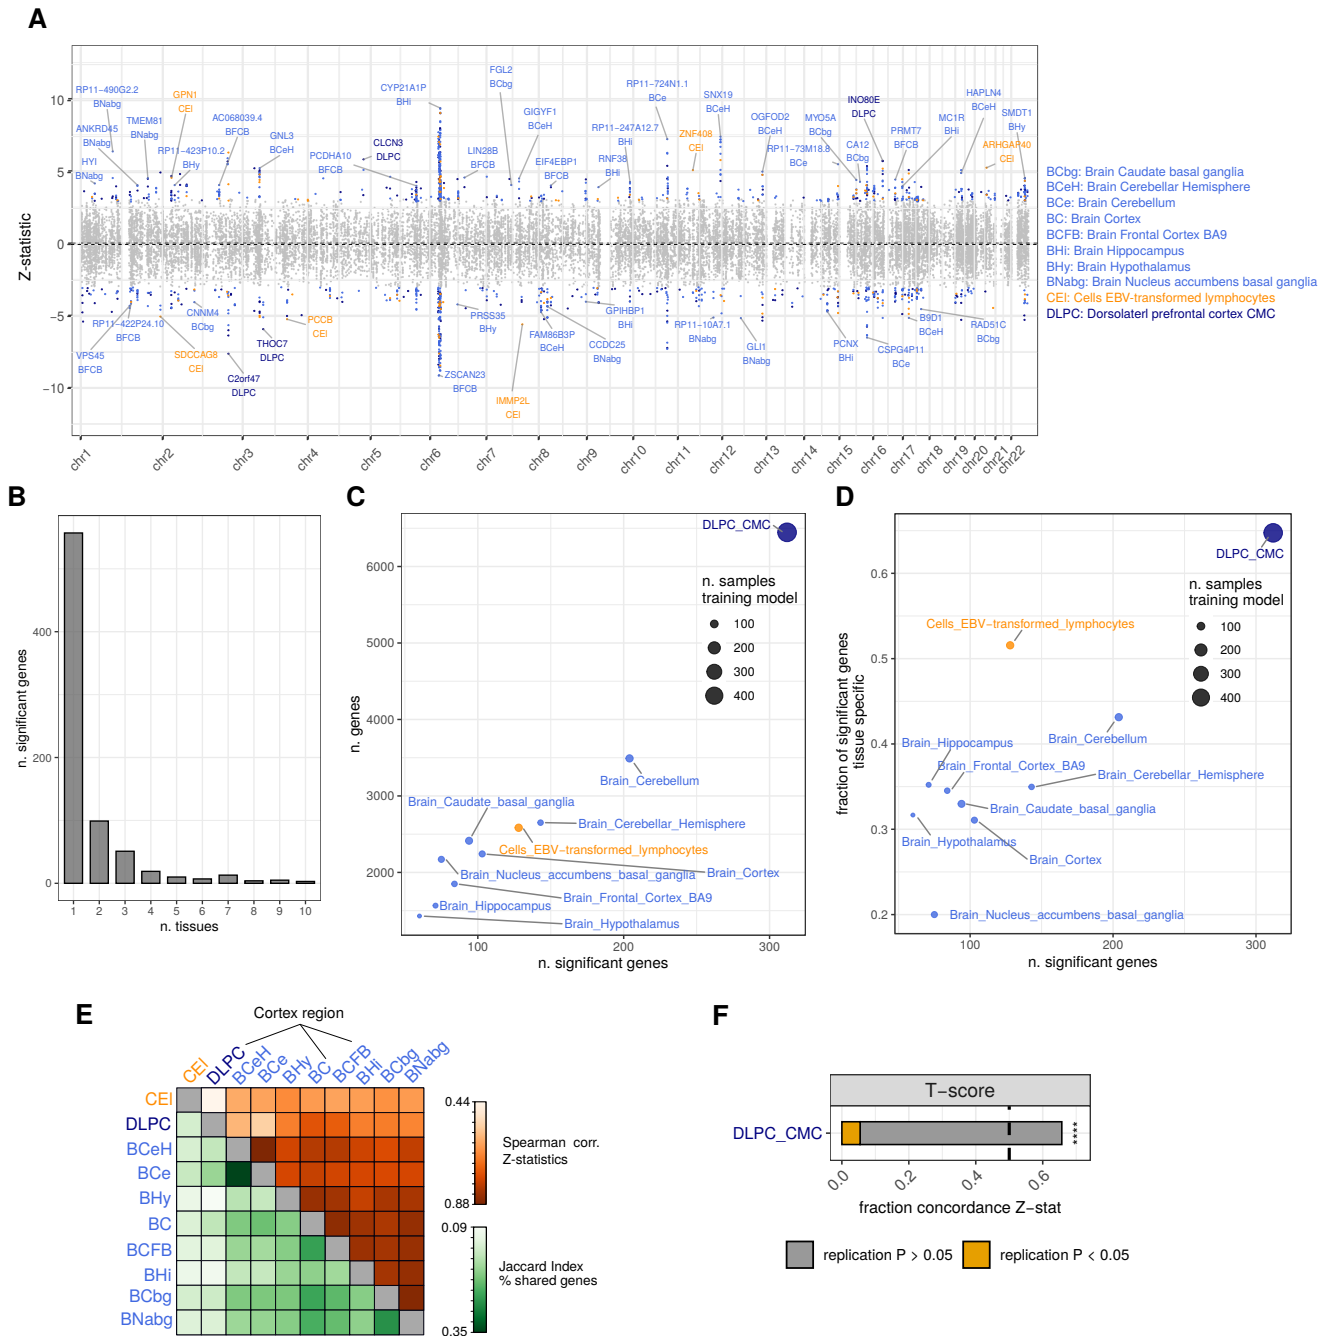 A
Z-statistic
10
5
0
−5
−10
RP11−490G2.2
BNabg
ANKRD45
BNabg
HYI
BNabg
TMEM81
BNabg
GPN1
CEl
RP11−423P10.2
BHy
AC068039.4
BFCB
GNL3
BCeH
PCDHA10
BFCB
CLCN3
DLPC
CYP21A1P
BHi
LIN28B
BFCB
FGL2
BCbg
GIGYF1
BCeH
EIF4EBP1
BFCB
RP11−247A12.7
BHi
RNF38
BHi
RP11−724N1.1
BCe
ZNF408
CEl
SNX19
BCeH
OGFOD2
BCeH
RP11−73M18.8
BCe
MYO5A
BCbg
CA12
BCbg
INO80E
DLPC
PRMT7
BFCB
MC1R
BHi
HAPLN4
BCeH
SMDT1
BHy
ARHGAP40
CEl
VPS45
BFCB
RP11−422P24.10
BFCB
CNNM4
BCbg
SDCCAG8
CEl
C2orf47
DLPC
THOC7
DLPC
PCCB
CEl
ZSCAN23
BFCB
PRSS35
BHy
IMMP2L
CEl
FAM86B3P
BCeH
CCDC25
BNabg
GPIHBP1
BHi
RP11−10A7.1
BNabg
GLI1
BNabg
PCNX
BHi
CSPG4P11
BCe
B9D1
BCeH
RAD51C
BCbg
chr1
chr2
chr3
chr4
chr5
chr6
chr7
chr8
chr9
chr10
chr11
chr12
chr13
chr14
chr15
chr16
chr17
chr18
chr19
chr20
chr21
chr22
BCbg: Brain Caudate basal ganglia
BCeH: Brain Cerebellar Hemisphere
BCe: Brain Cerebellum
BC: Brain Cortex
BCFB: Brain Frontal Cortex BA9
BHi: Brain Hippocampus
BHy: Brain Hypothalamus
BNabg: Brain Nucleus accumbens basal ganglia
CEl: Cells EBV-transformed lymphocytes
DLPC: Dorsolaterl prefrontal cortex CMC
B
n. significant genes
400
200
0
1 2 3 4 5 6 7 8 9 10
n. tissues
C
n. genes
6000
5000
4000
3000
2000
100 200 300
n. significant genes
DLPC_CMC
n. samples
training model
100
200
300
400
Brain_Cerebellum
Brain_Caudate_basal_ganglia
Brain_Cerebellar_Hemisphere
Cells_EBV−transformed_lymphocytes
Brain_Cortex
Brain_Nucleus_accumbens_basal_ganglia
Brain_Frontal_Cortex_BA9
Brain_Hippocampus
Brain_Hypothalamus
D
fraction of significant genes
tissue specific
0.6
0.5
0.4
0.3
0.2
100 200 300
n. significant genes
DLPC_CMC
n. samples
training model
100
200
300
400
Cells_EBV−transformed_lymphocytes
Brain_Cerebellum
Brain_Hippocampus
Brain_Frontal_Cortex_BA9
Brain_Cerebellar_Hemisphere
Brain_Caudate_basal_ganglia
Brain_Hypothalamus
Brain_Cortex
Brain_Nucleus_accumbens_basal_ganglia
E
Cortex region
CEl
DLPC
BCeH
BCe
BHy
BC
BCFB
BHi
BCbg
BNabg
CEl
DLPC
BCeH
BCe
BHy
BC
BCFB
BHi
BCbg
BNabg
0.44
Spearman corr.
Z-statistics
0.88
0.09
Jaccard Index
% shared genes
0.35
F
T−score
DLPC_CMC
****
0.0
0.2
0.4
0.6
fraction concordance Z-stat
replication P > 0.05
replication P < 0.05